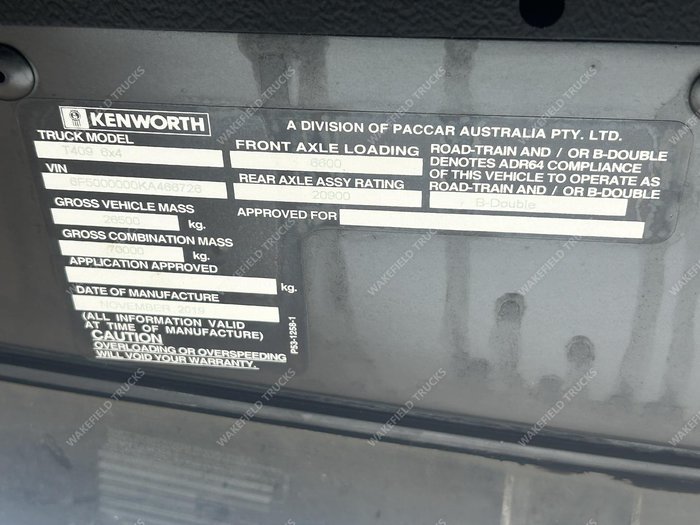 KENWORTH
A DIVISION OF PACCAR AUSTRALIA PTY. LTD.
TRUCK MODEL
T409 6x4
VIN
6F5000000KA466726
GROSS VEHICLE MASS
26500 kg.
GROSS COMBINATION MASS
70000 kg.
APPLICATION APPROVED
kg.
DATE OF MANUFACTURE
NOVEMBER 2019
(ALL INFORMATION VALID
AT TIME OF MANUFACTURE)
CAUTION
OVERLOADING OR OVERSPEEDING
WILL VOID YOUR WARRANTY.
P53-1258-1
FRONT AXLE LOADING
6600
REAR AXLE ASSY RATING
20900
APPROVED FOR
ROAD-TRAIN AND / OR B-DOUBLE
DENOTES ADR64 COMPLIANCE
OF THIS VEHICLE TO OPERATE AS
ROAD-TRAIN AND / OR B-DOUBLE
B-Double
WAKEFIELD TRUCKS